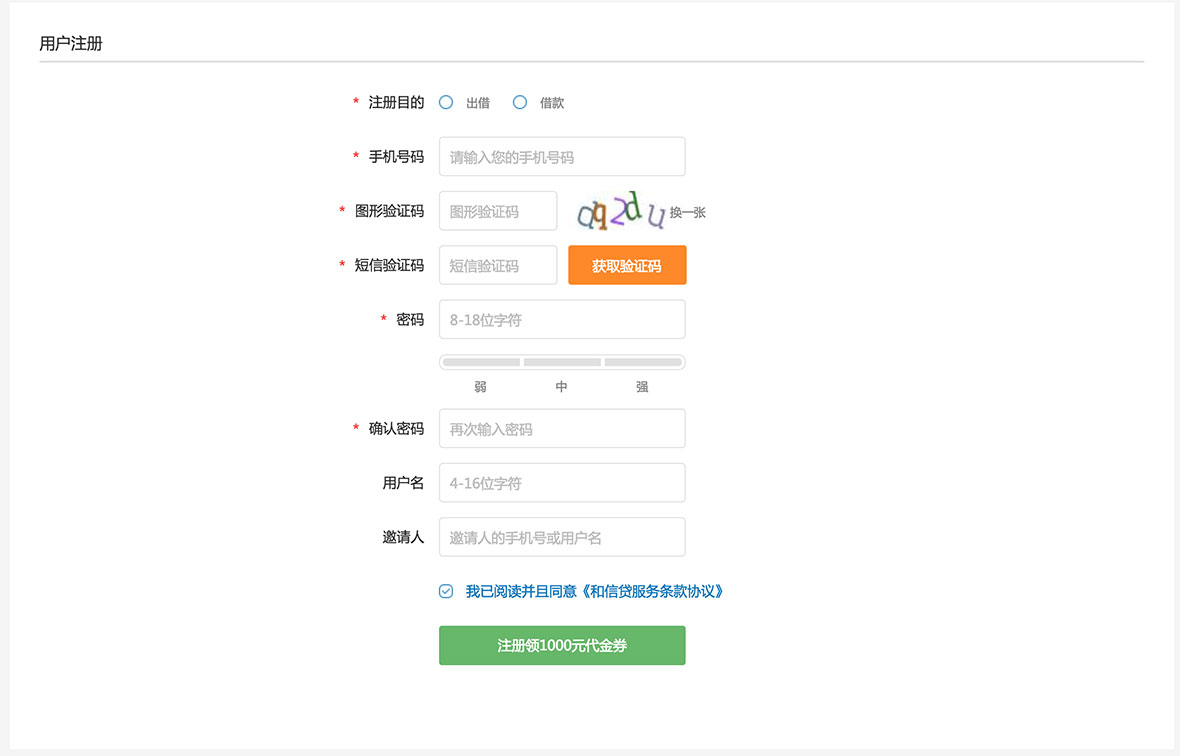 用户注册
* 注册目的 出借 借款
* 手机号码 请输入您的手机号码
* 图形验证码 图形验证码 qq2du 换一张
* 短信验证码 短信验证码 获取验证码
* 密码 8-18位字符
弱 中 强
* 确认密码 再次输入密码
用户名 4-16位字符
邀请人 邀请人的手机号或用户名
我已阅读并且同意《和信贷服务条款协议》
注册领1000元代金券